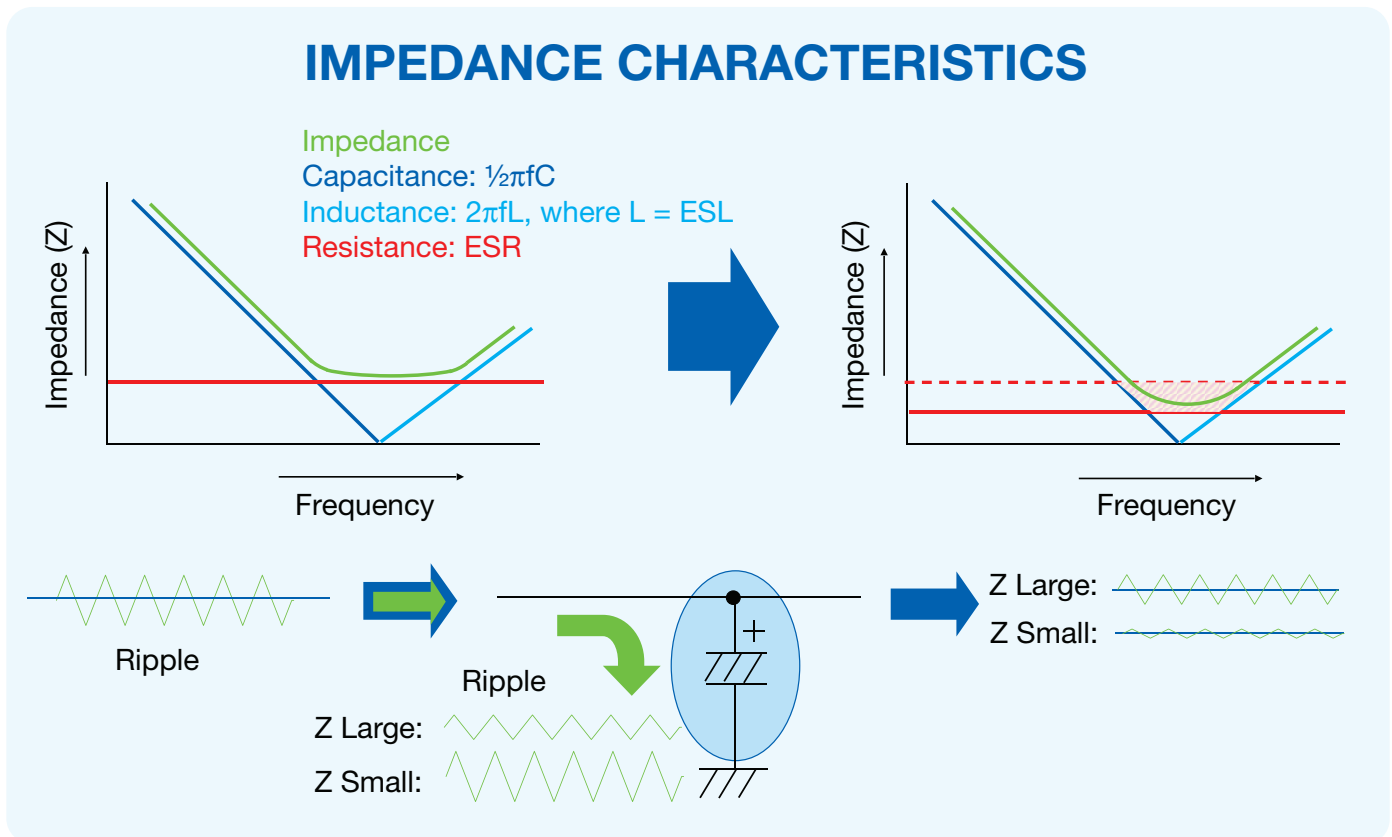 IMPEDANCE CHARACTERISTICS
Impedance
Capacitance: ½πfC
Inductance: 2πfL, where L = ESL
Resistance: ESR
Impedance (Z̅)
Frequency
Impedance (Z̅)
Frequency
Ripple
+
Ripple
Z Large:
Z Small:
Z Large:
Z Small: